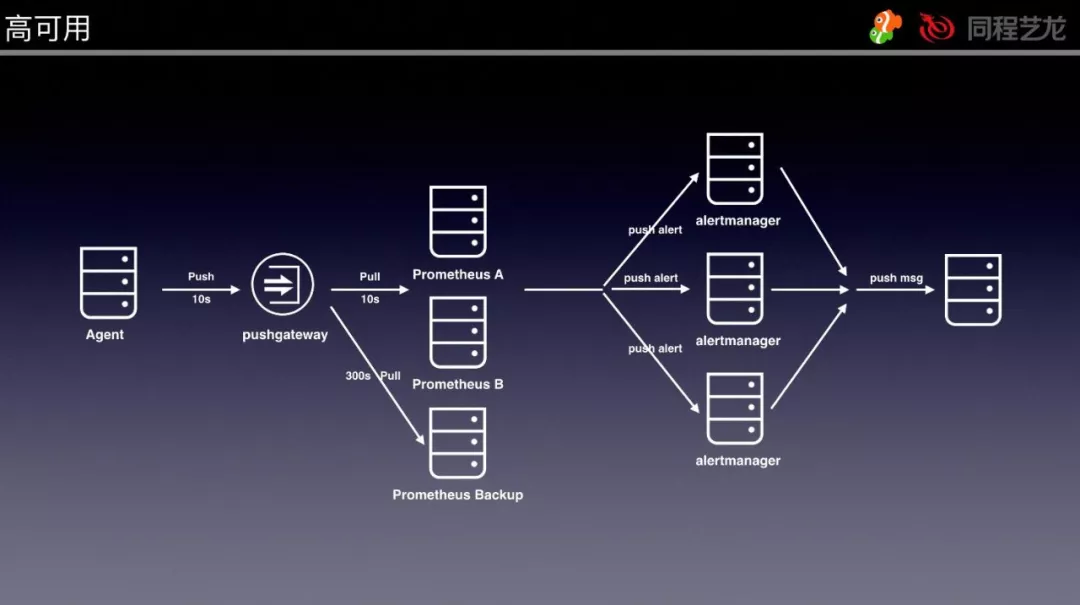 高可用
同程艺龙
Agent
Push
10s
pushgateway
Pull
10s
300s Pull
Prometheus A
Prometheus B
Prometheus Backup
push alert
push alert
push alert
alertmanager
alertmanager
alertmanager
push msg